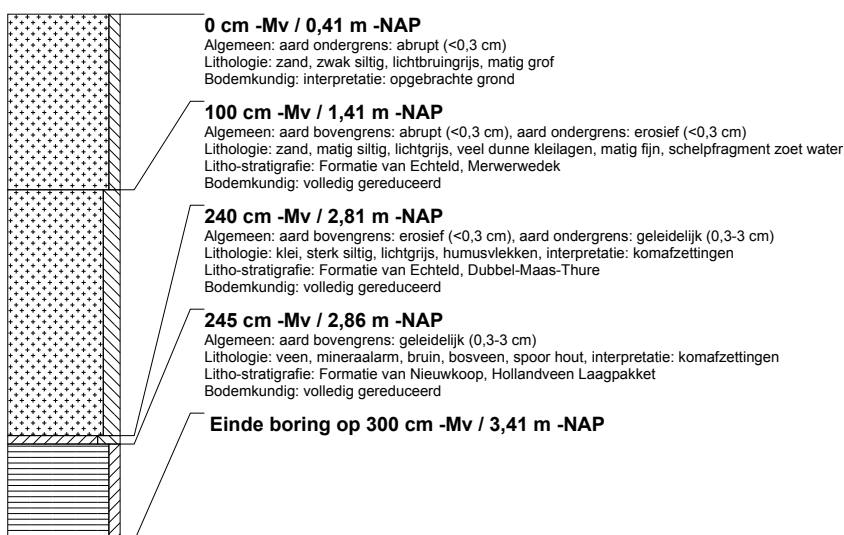 0 cm -Mv / 0,41 m -NAP
Algemeen: aard ondergrens: abrupt (<0,3 cm)
Lithologie: zand, zwak siltig, lichtbruingrijs, matig grof
Bodemkundig: interpretatie: opgebrachte grond
100 cm -Mv / 1,41 m -NAP
Algemeen: aard bovengrens: abrupt (<0,3 cm), aard ondergrens: erosief (<0,3 cm)
Lithologie: zand, matig siltig, lichtgrijs, veel dunne kleilagen, matig fijn, schelpfragment zoet water
Litho-stratigrafie: Formatie van Echteld, Merwerwedek
Bodemkundig: volledig gereduceerd
240 cm -Mv / 2,81 m -NAP
Algemeen: aard bovengrens: erosief (<0,3 cm), aard ondergrens: geleidelijk (0,3-3 cm)
Lithologie: klei, sterk siltig, lichtgrijs, humusvlekken, interpretatie: komafzettingen
Litho-stratigrafie: Formatie van Echteld, Dubbel-Maas-Thure
Bodemkundig: volledig gereduceerd
245 cm -Mv / 2,86 m -NAP
Algemeen: aard bovengrens: geleidelijk (0,3-3 cm)
Lithologie: veen, mineraalarm, bruin, bosveen, spoor hout, interpretatie: komafzettingen
Litho-stratigrafie: Formatie van Nieuwkoop, Hollandveen Laagpakket
Bodemkundig: volledig gereduceerd
Einde boring op 300 cm -Mv / 3,41 m -NAP